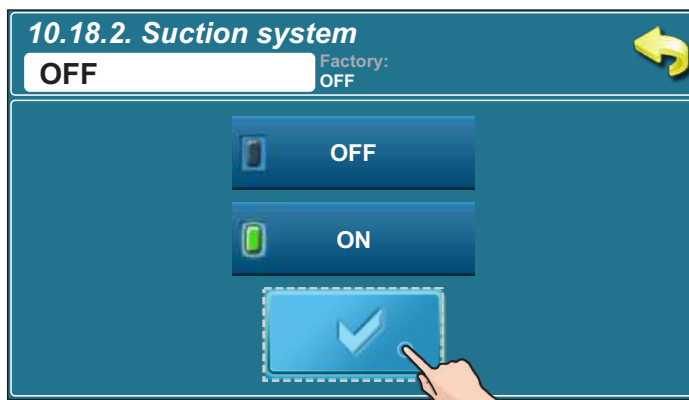 10.18.2. Suction system
OFF
Factory:
OFF
OFF
ON